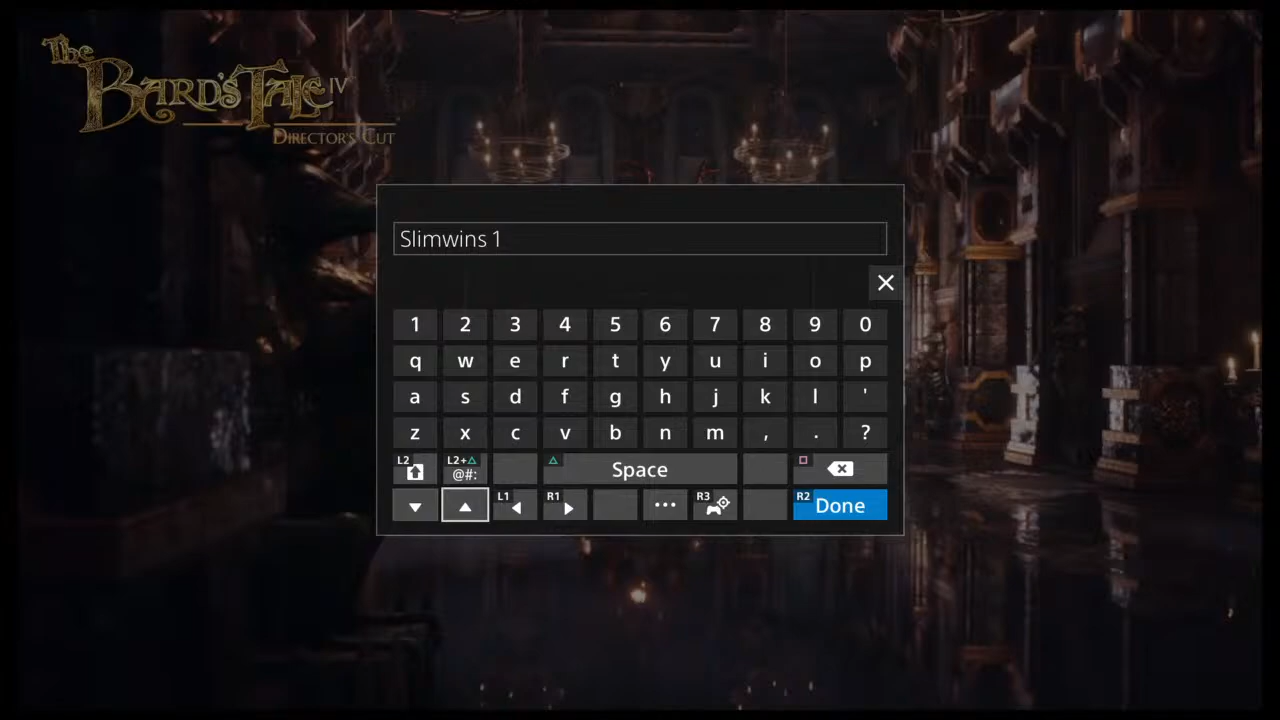 The
BARD'S TALE IV
DIRECTOR'S CUT
Slimwins 1
1 2 3 4 5 6 7 8 9 0
q w e r t y u i o p
a s d f g h j k l '
z x c v b n m , . ?
L2 L2+△ @#: △ Space
L1 R1 ... R3 R2 Done